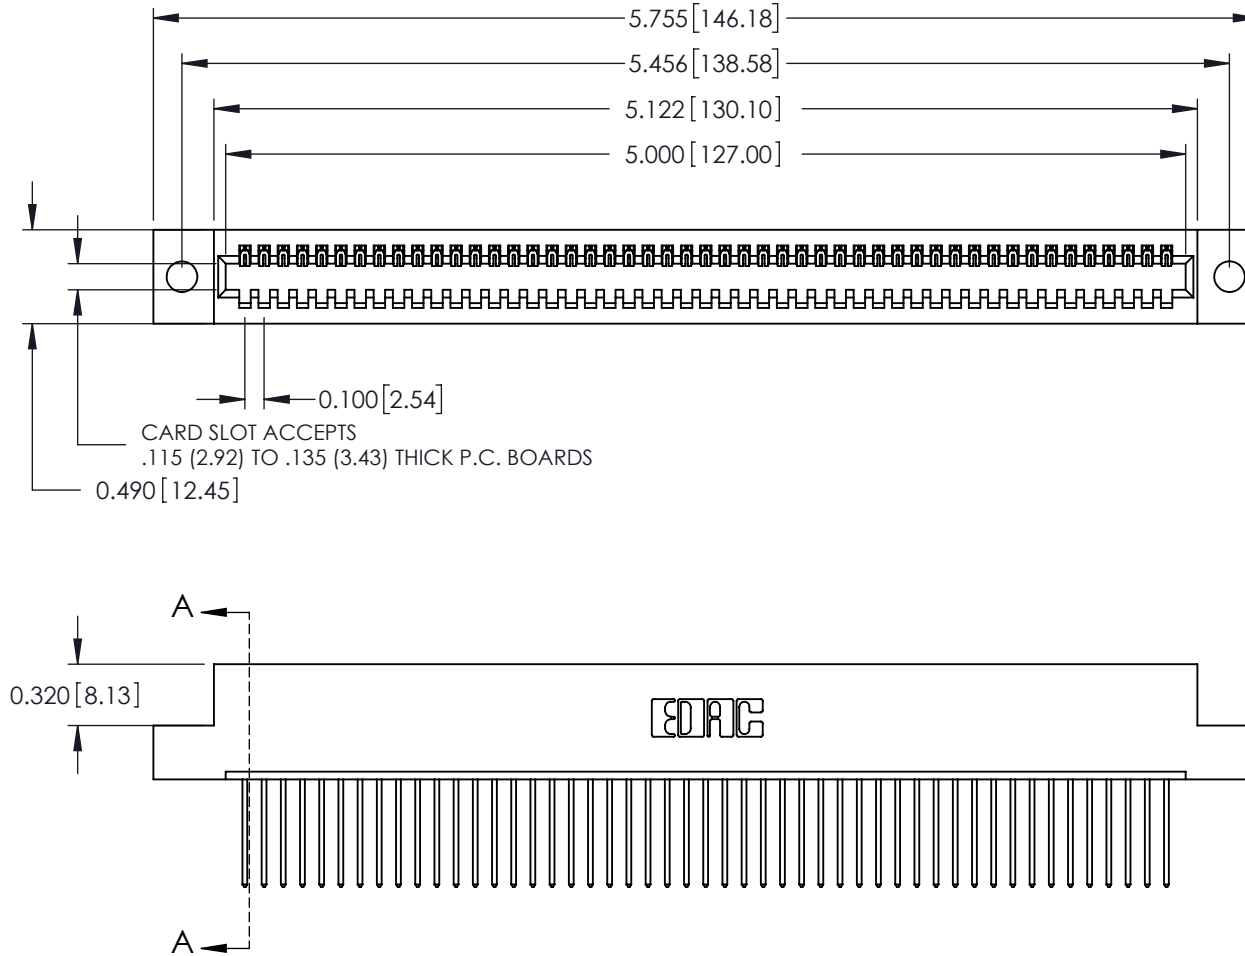 5.755[146.18]
5.456[138.58]
5.122[130.10]
5.000[127.00]
0.100[2.54]
CARD SLOT ACCEPTS
.115 (2.92) TO .135 (3.43) THICK P.C. BOARDS
0.490[12.45]
A
0.320[8.13]
EDAC
A